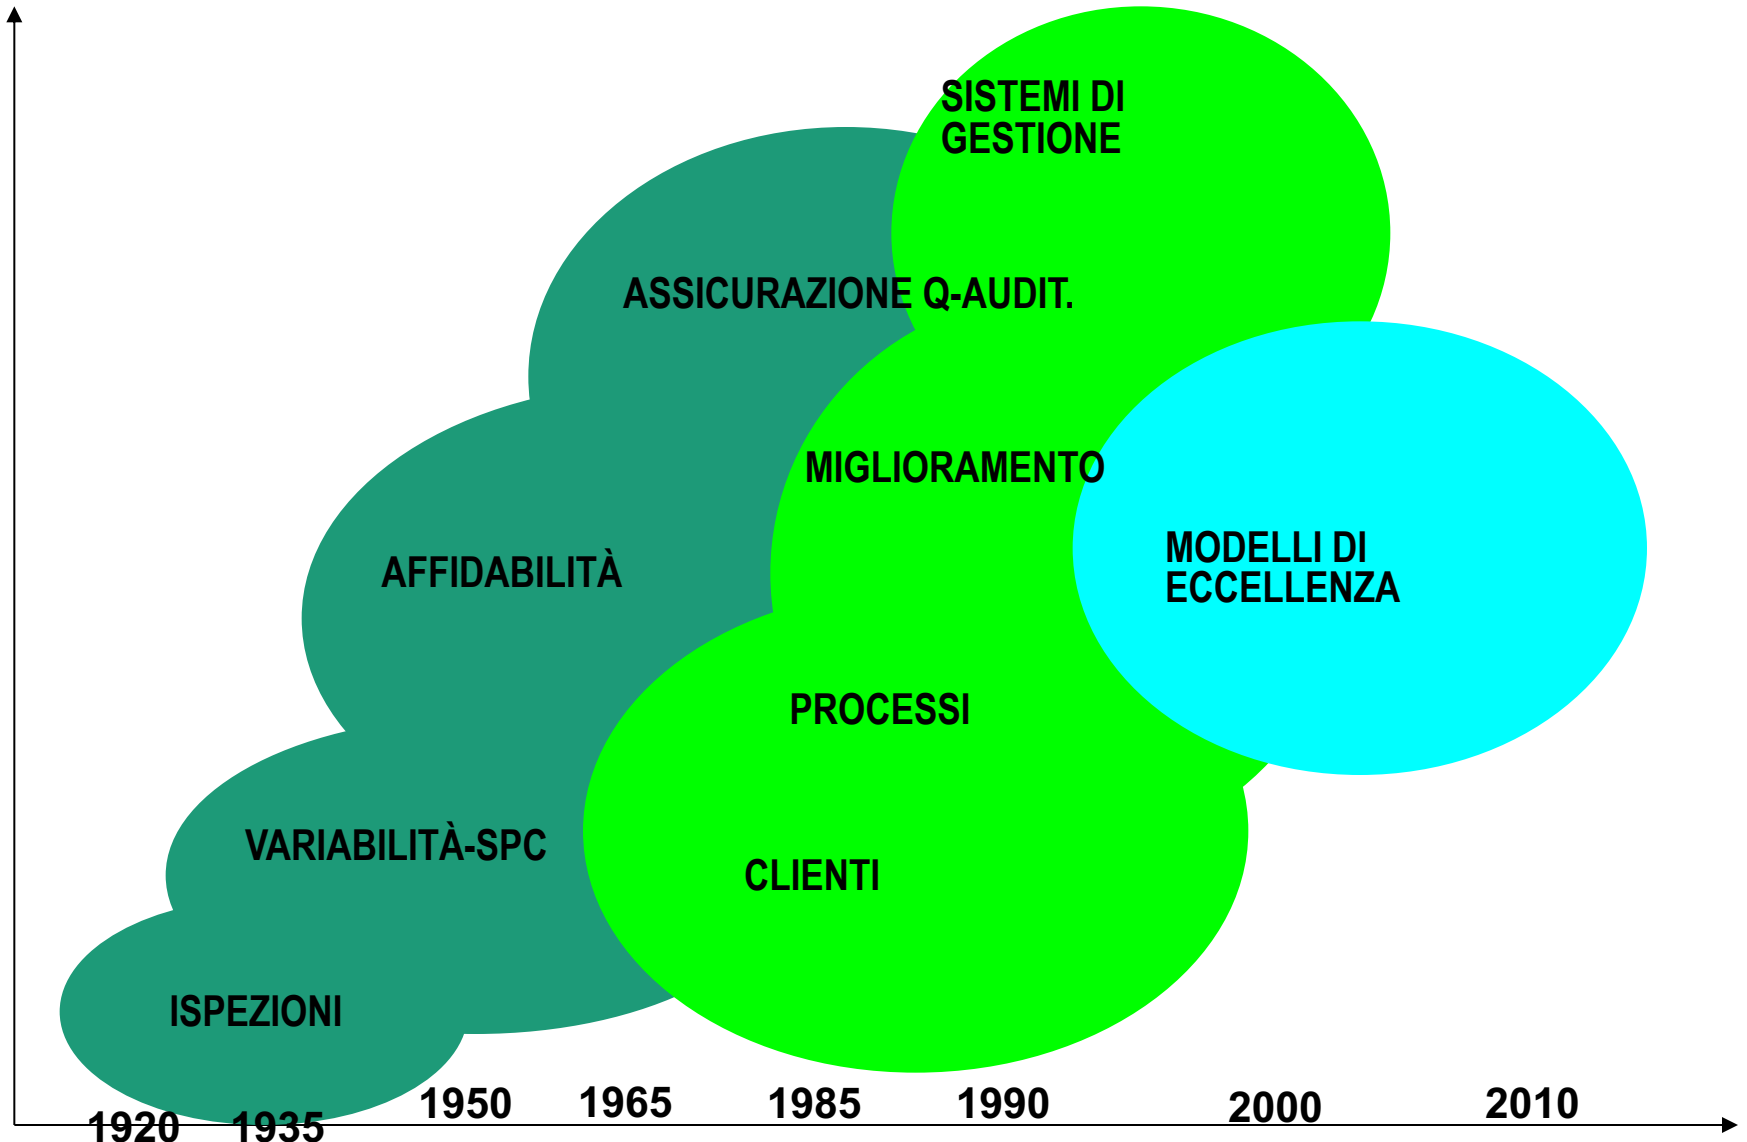 SISTEMI DI
GESTIONE
ASSICURAZIONE Q-AUDIT.
MIGLIORAMENTO
MODELLI DI
ECCELLENZA
AFFIDABILITÀ
PROCESSI
VARIABILITÀ-SPC
CLIENTI
ISPEZIONI
1920 1935 1950 1965 1985 1990 2000 2010